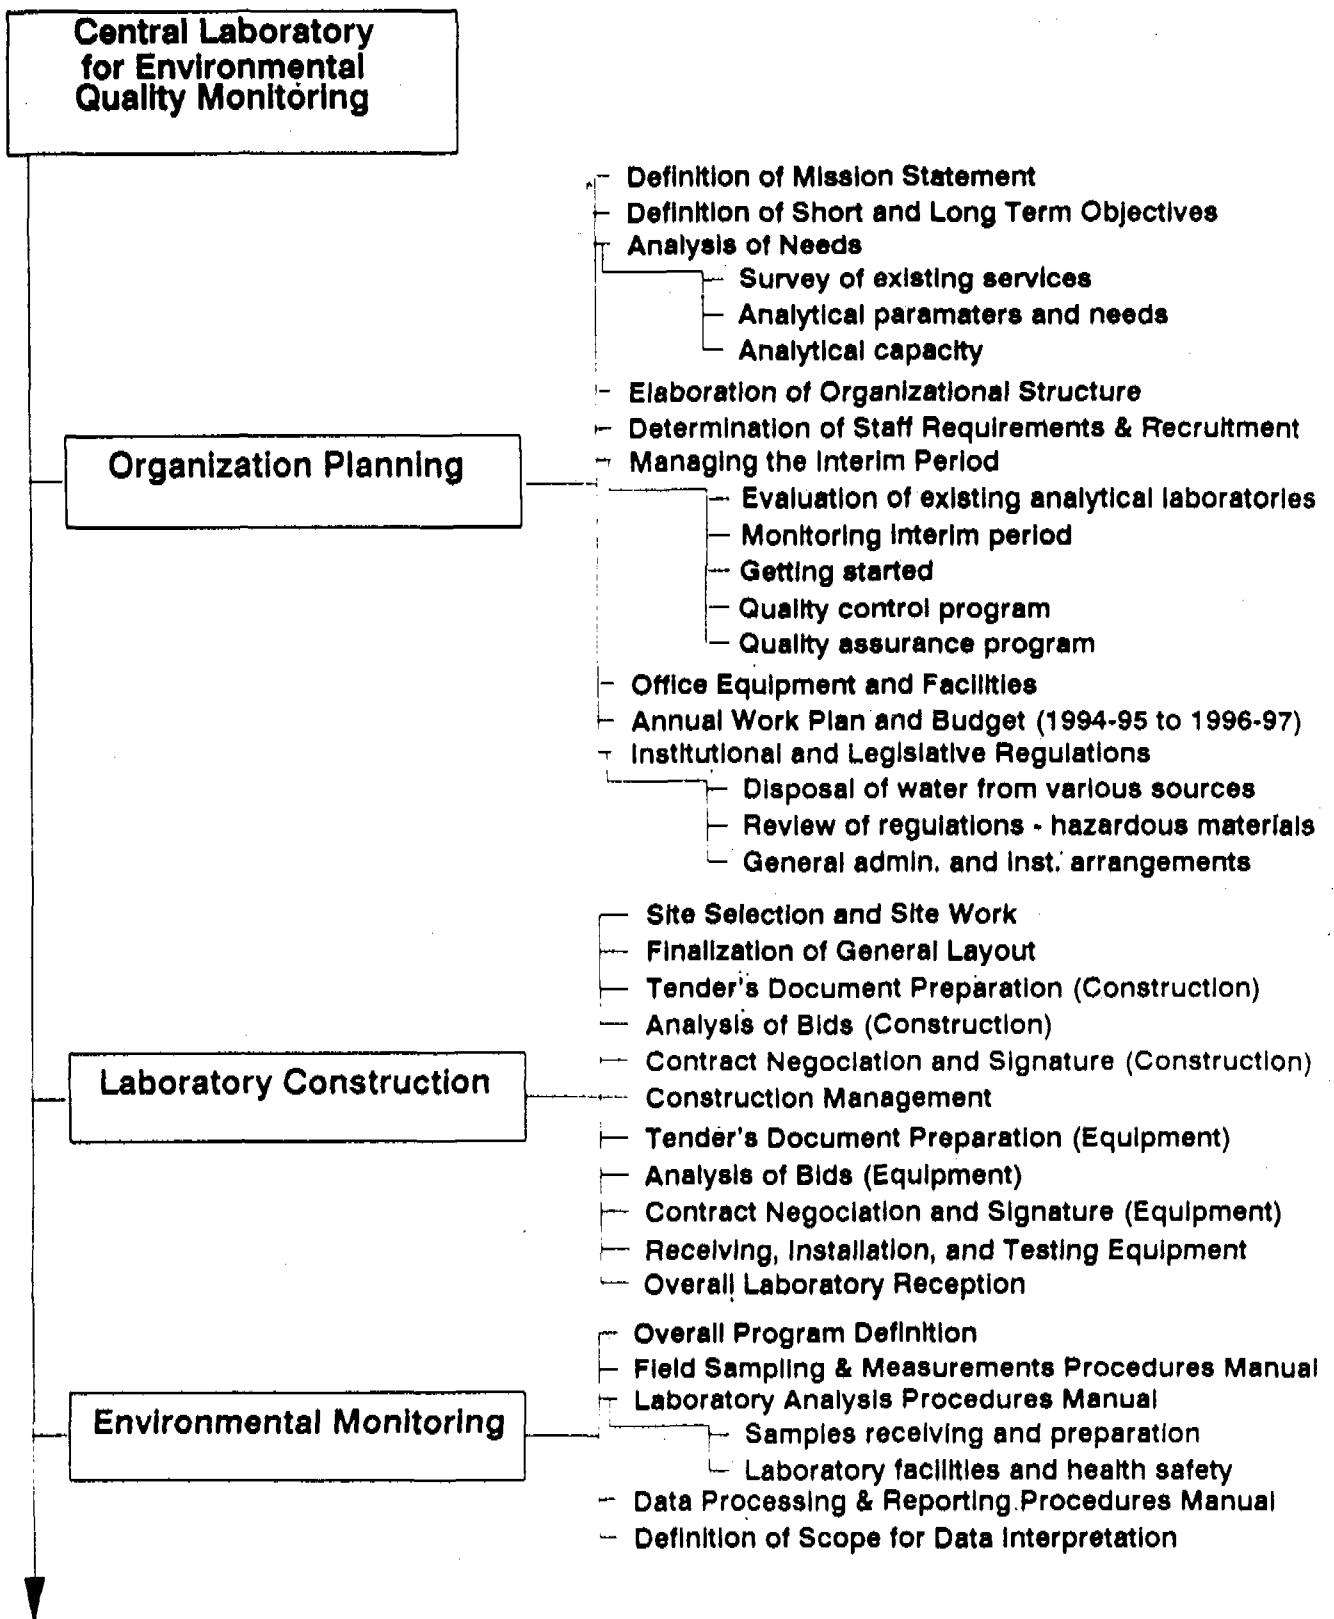 Central Laboratory
for Environmental
Quality Monitoring
Definition of Mission Statement
Definition of Short and Long Term Objectives
Analysis of Needs
Survey of existing services
Analytical paramaters and needs
Analytical capacity
Elaboration of Organizational Structure
Determination of Staff Requirements & Recruitment
Managing the Interim Period
Organization Planning
Evaluation of existing analytical laboratories
Monitoring interim period
Getting started
Quality control program
Quality assurance program
Office Equipment and Facilities
Annual Work Plan and Budget (1994-95 to 1996-97)
Institutional and Legislative Regulations
Disposal of water from various sources
Review of regulations - hazardous materials
General admin. and inst. arrangements
Site Selection and Site Work
Finalization of General Layout
Tender's Document Preparation (Construction)
Analysis of Bids (Construction)
Contract Negociation and Signature (Construction)
Laboratory Construction
Construction Management
Tender's Document Preparation (Equipment)
Analysis of Bids (Equipment)
Contract Negociation and Signature (Equipment)
Receiving, Installation, and Testing Equipment
Overall Laboratory Reception
Overall Program Definition
Field Sampling & Measurements Procedures Manual
Laboratory Analysis Procedures Manual
Environmental Monitoring
Samples receiving and preparation
Laboratory facilities and health safety
Data Processing & Reporting Procedures Manual
Definition of Scope for Data Interpretation